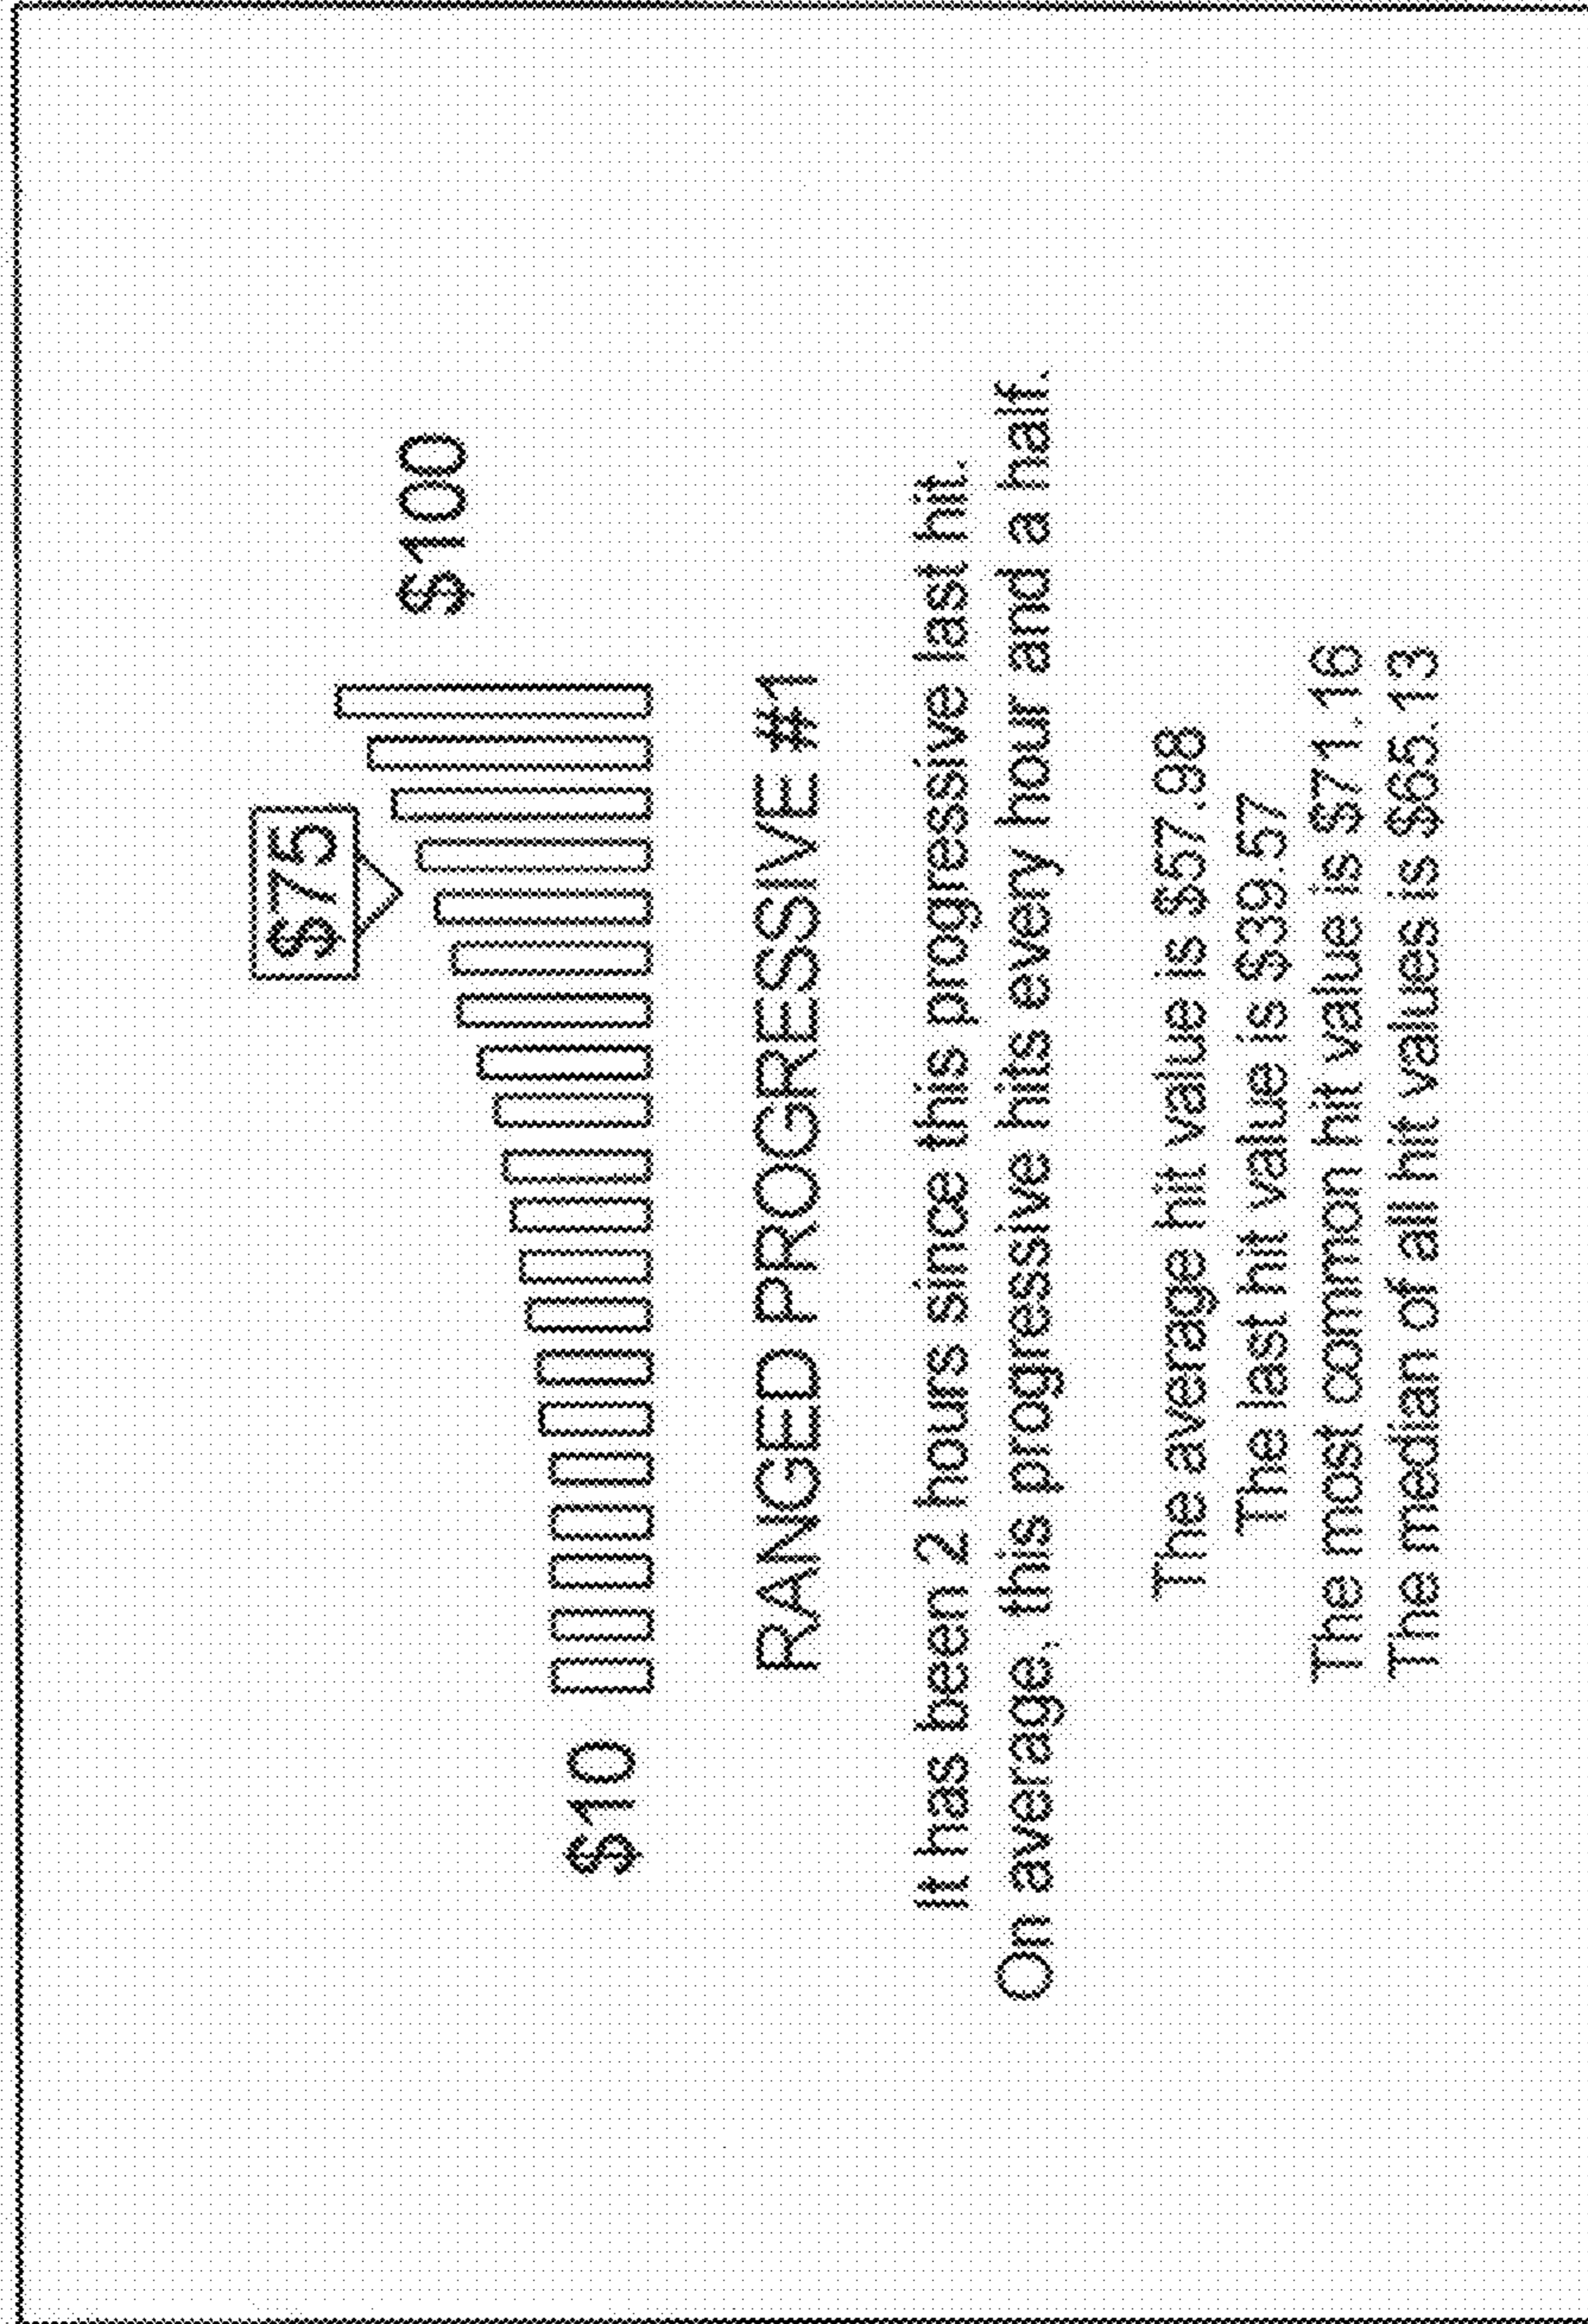 $75
$100
$10
RANGED PROGRESSIVE #1
It has been 2 hours since this progressive last hit.
On average, this progressive hits every hour and a half.
The average hit value is $57.98
The last hit value is $39.57
The most common hit value is $71.16
The median of all hit values is $65.13